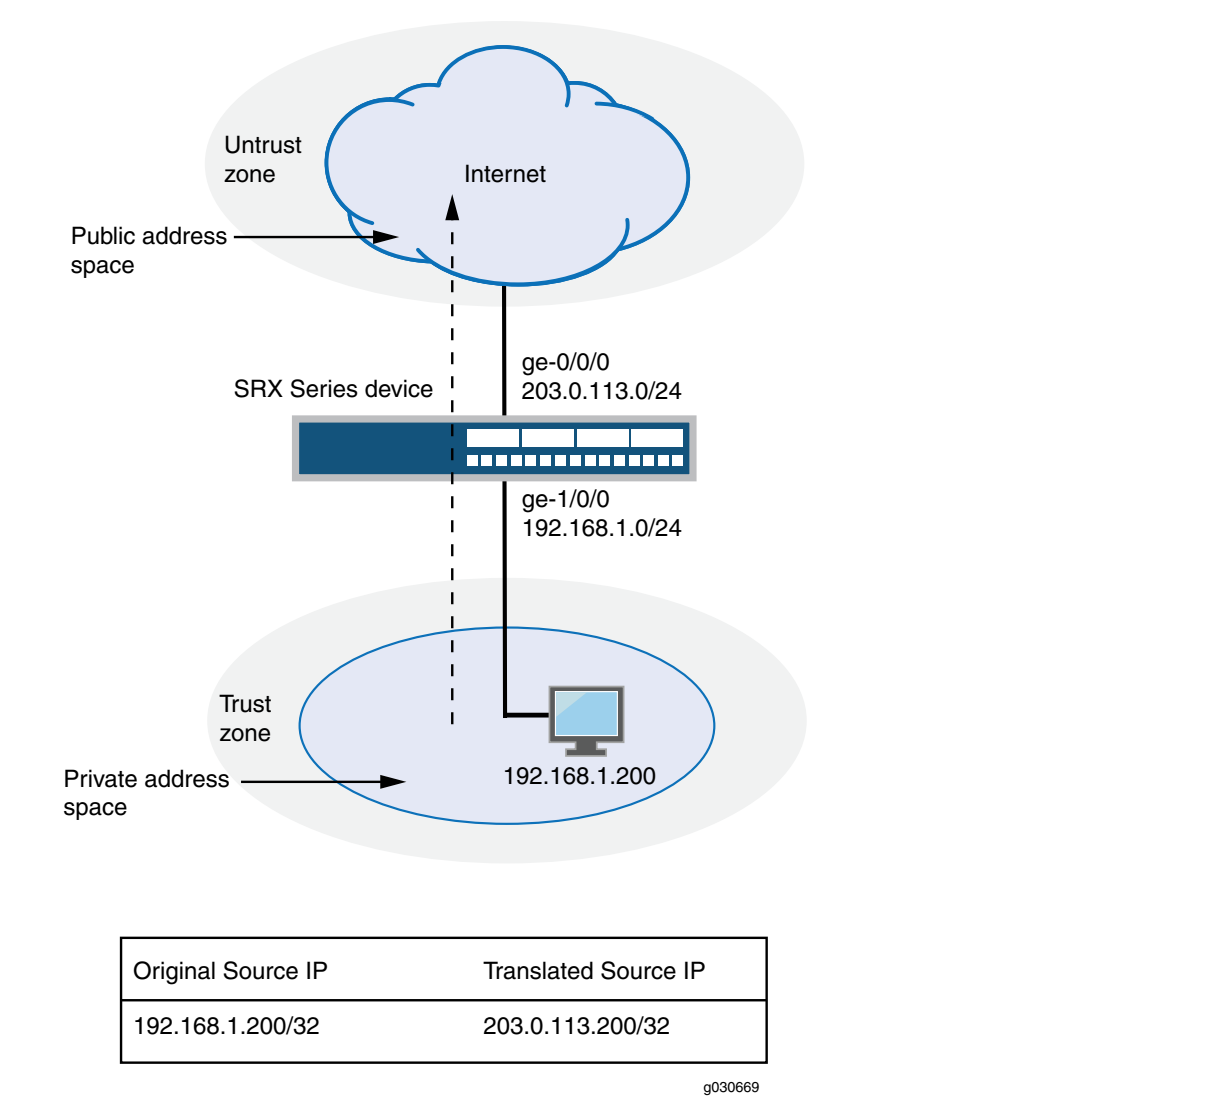 Untrust
zone
Internet
Public address
space
ge-0/0/0
203.0.113.0/24
SRX Series device
ge-1/0/0
192.168.1.0/24
Trust
zone
192.168.1.200
Private address
space
Original Source IP Translated Source IP
192.168.1.200/32 203.0.113.200/32
g030669